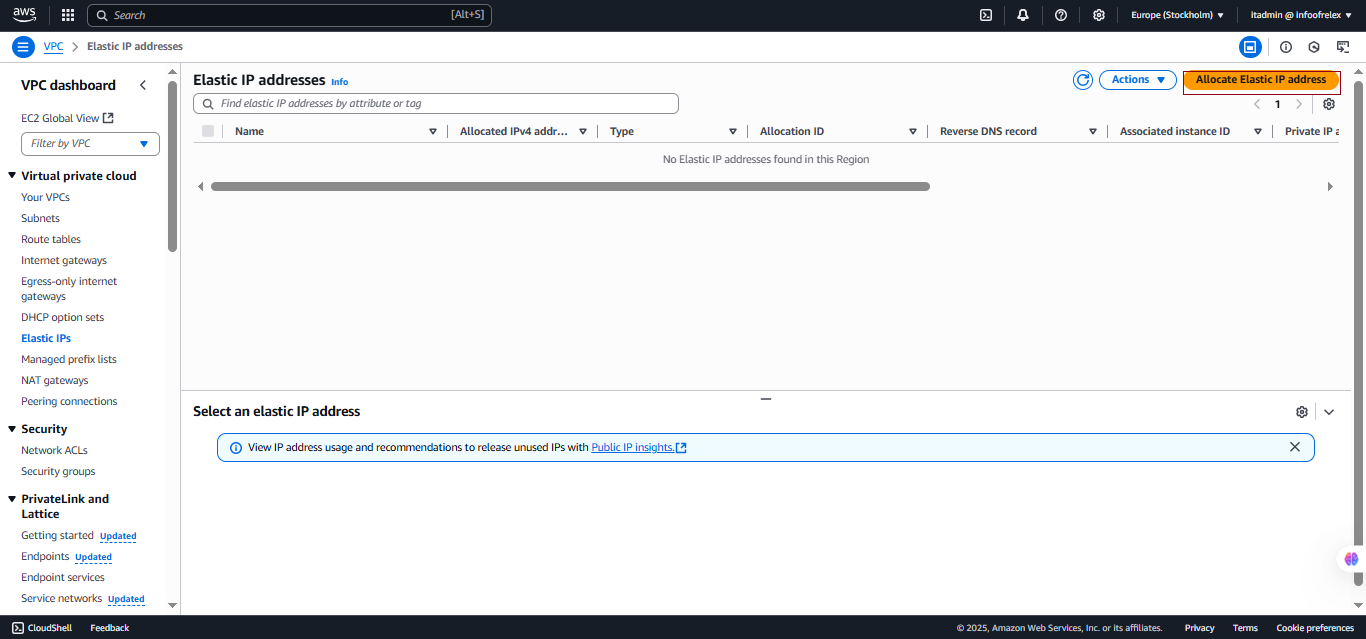 aws
Search
[Alt+S]
Europe (Stockholm)
itadmin @ infoofrelex
VPC
Elastic IP addresses
VPC dashboard
EC2 Global View
Filter by VPC
Virtual private cloud
Your VPCs
Subnets
Route tables
Internet gateways
Egress-only internet
gateways
DHCP option sets
Elastic IPs
Managed prefix lists
NAT gateways
Peering connections
Security
Network ACLs
Security groups
PrivateLink and
Lattice
Getting started Updated
Endpoints Updated
Endpoint services
Service networks Updated
Elastic IP addresses Info
Actions
Allocate Elastic IP address
Find elastic IP addresses by attribute or tag
1
Name
Allocated IPv4 addr...
Type
Allocation ID
Reverse DNS record
Associated instance ID
Private IP a
No Elastic IP addresses found in this Region
Select an elastic IP address
View IP address usage and recommendations to release unused IPs with Public IP insights.
CloudShell
Feedback
© 2025, Amazon Web Services, Inc. or its affiliates.
Privacy
Terms
Cookie preferences